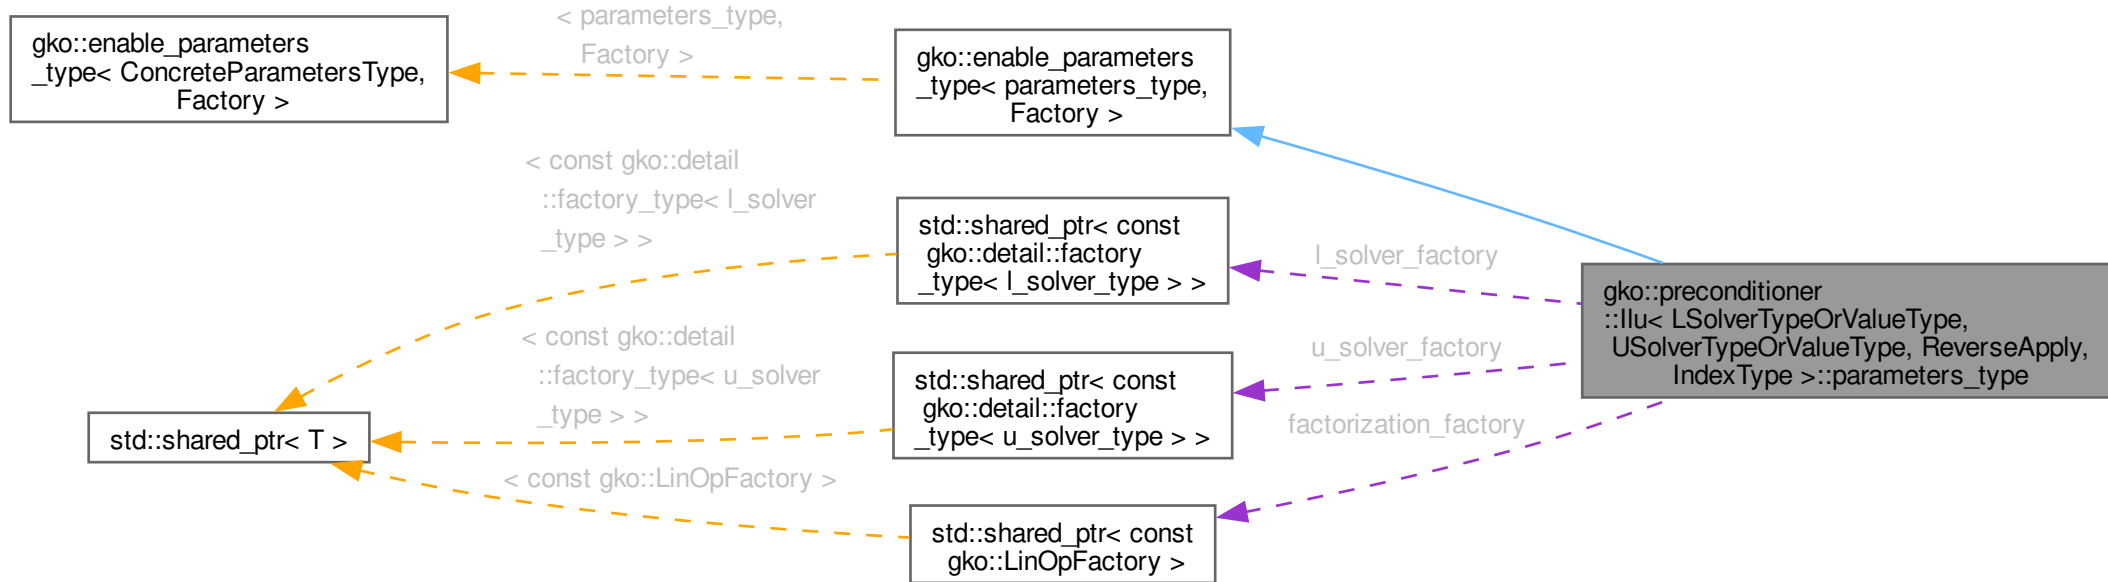 gko::enable_parameters
_type< ConcreteParametersType,
Factory >
< parameters_type,
Factory >
gko::enable_parameters
_type< parameters_type,
Factory >
< const gko::detail
::factory_type< l_solver
_type > >
std::shared_ptr< const
gko::detail::factory
_type< l_solver_type > >
l_solver_factory
gko::preconditioner
::Ilu< LSolverTypeOrValueType,
USolverTypeOrValueType, ReverseApply,
IndexType >::parameters_type
< const gko::detail
::factory_type< u_solver
_type > >
std::shared_ptr< const
gko::detail::factory
_type< u_solver_type > >
u_solver_factory
std::shared_ptr< T >
< const gko::LinOpFactory >
std::shared_ptr< const
gko::LinOpFactory >
factorization_factory